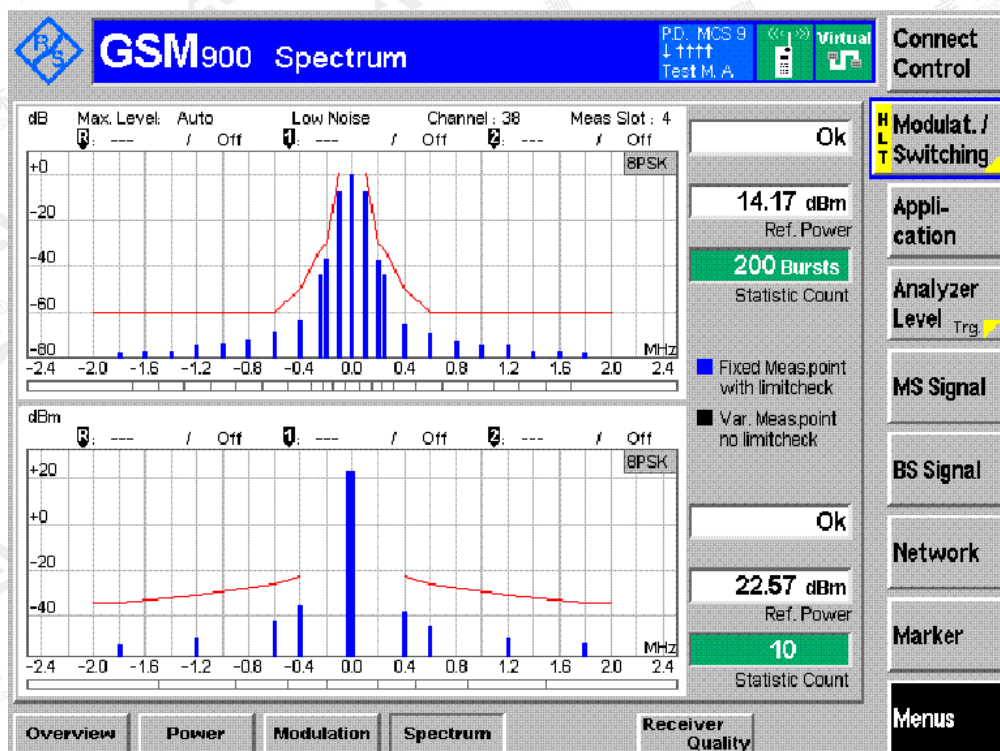 R/S
GSM900 Spectrum
P.D. MCS 9
↓↑↑↑↑
Test M. A
Virtual
Connect Control
dB Max. Level: Auto Low Noise Channel : 38 Meas Slot : 4
R: --- / Off 1: --- / Off 2: --- / Off
8PSK
+0
-20
-40
-60
-80
MHz
-2.4 -2.0 -1.6 -1.2 -0.8 -0.4 0.0 0.4 0.8 1.2 1.6 2.0 2.4
Ok
14.17 dBm
Ref. Power
200 Bursts
Statistic Count
Fixed Meas.point
with limitcheck
Var. Meas.point
no limitcheck
dBm
R: --- / Off 1: --- / Off 2: --- / Off
8PSK
+20
+0
-20
-40
MHz
-2.4 -2.0 -1.6 -1.2 -0.8 -0.4 0.0 0.4 0.8 1.2 1.6 2.0 2.4
Ok
22.57 dBm
Ref. Power
10
Statistic Count
HLT
Modulat. /
Switching
Appli-
cation
Analyzer
Level Trg.
MS Signal
BS Signal
Network
Marker
Menus
Overview
Power
Modulation
Spectrum
Receiver
Quality